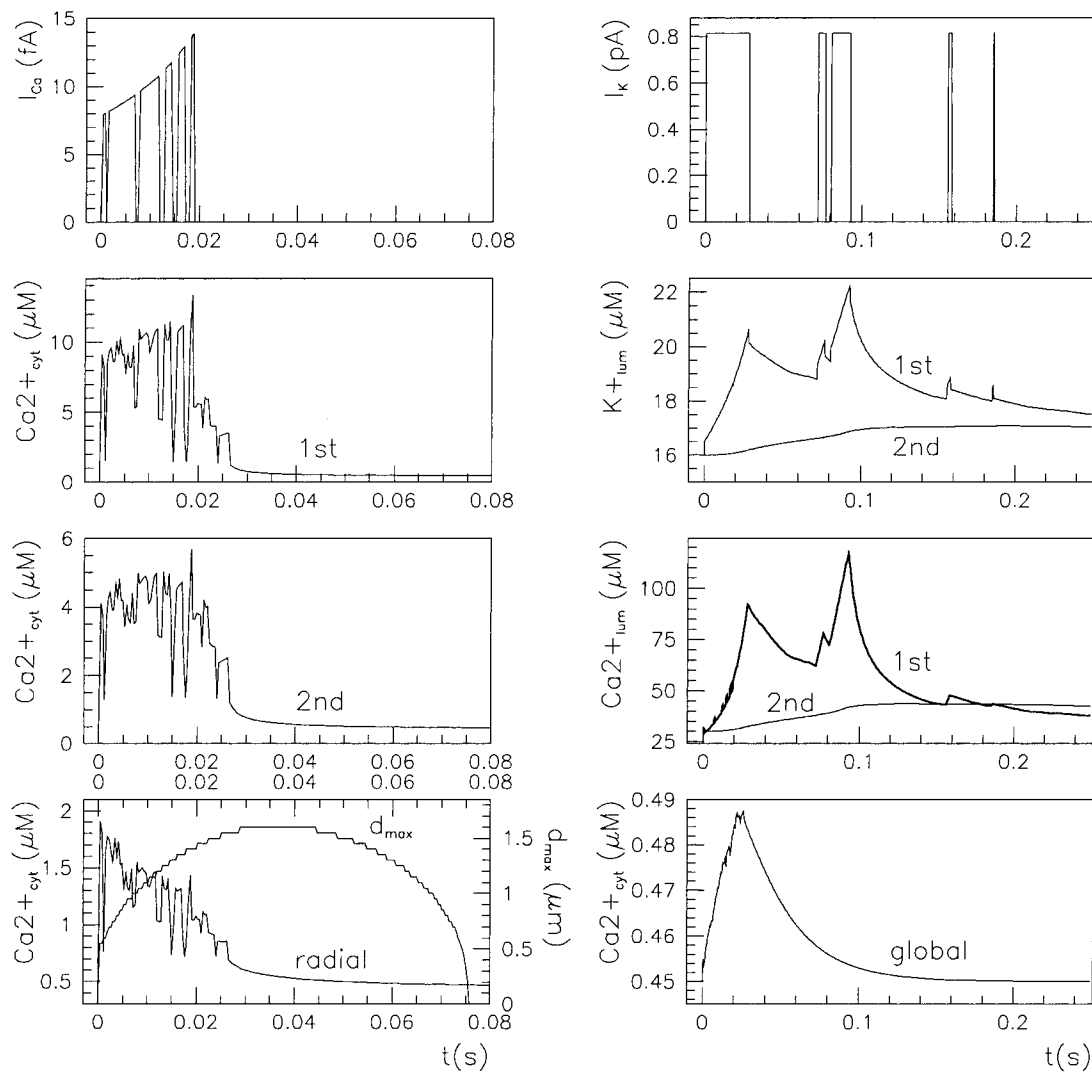 I_Ca (fA)
15
10
5
0
0 0.02 0.04 0.06 0.08
I_K (pA)
0.8
0.6
0.4
0.2
0
0 0.1 0.2
Ca2+cyt (μM)
10
5
0
1st
0 0.02 0.04 0.06 0.08
K+lum (μM)
22
20
18
16
1st
2nd
0 0.1 0.2
Ca2+cyt (μM)
6
4
2
0
2nd
0 0.02 0.04 0.06 0.08
Ca2+lum (μM)
100
75
50
25
1st
2nd
0 0.1 0.2
0 0.02 0.04 0.06 0.08
Ca2+cyt (μM)
2
1.5
1
0.5
d_max
radial
1.5
1
0.5
0
d_max (μm)
0 0.02 0.04 0.06 0.08
t(s)
Ca2+cyt (μM)
0.49
0.48
0.47
0.46
0.45
global
0 0.1 0.2
t(s)